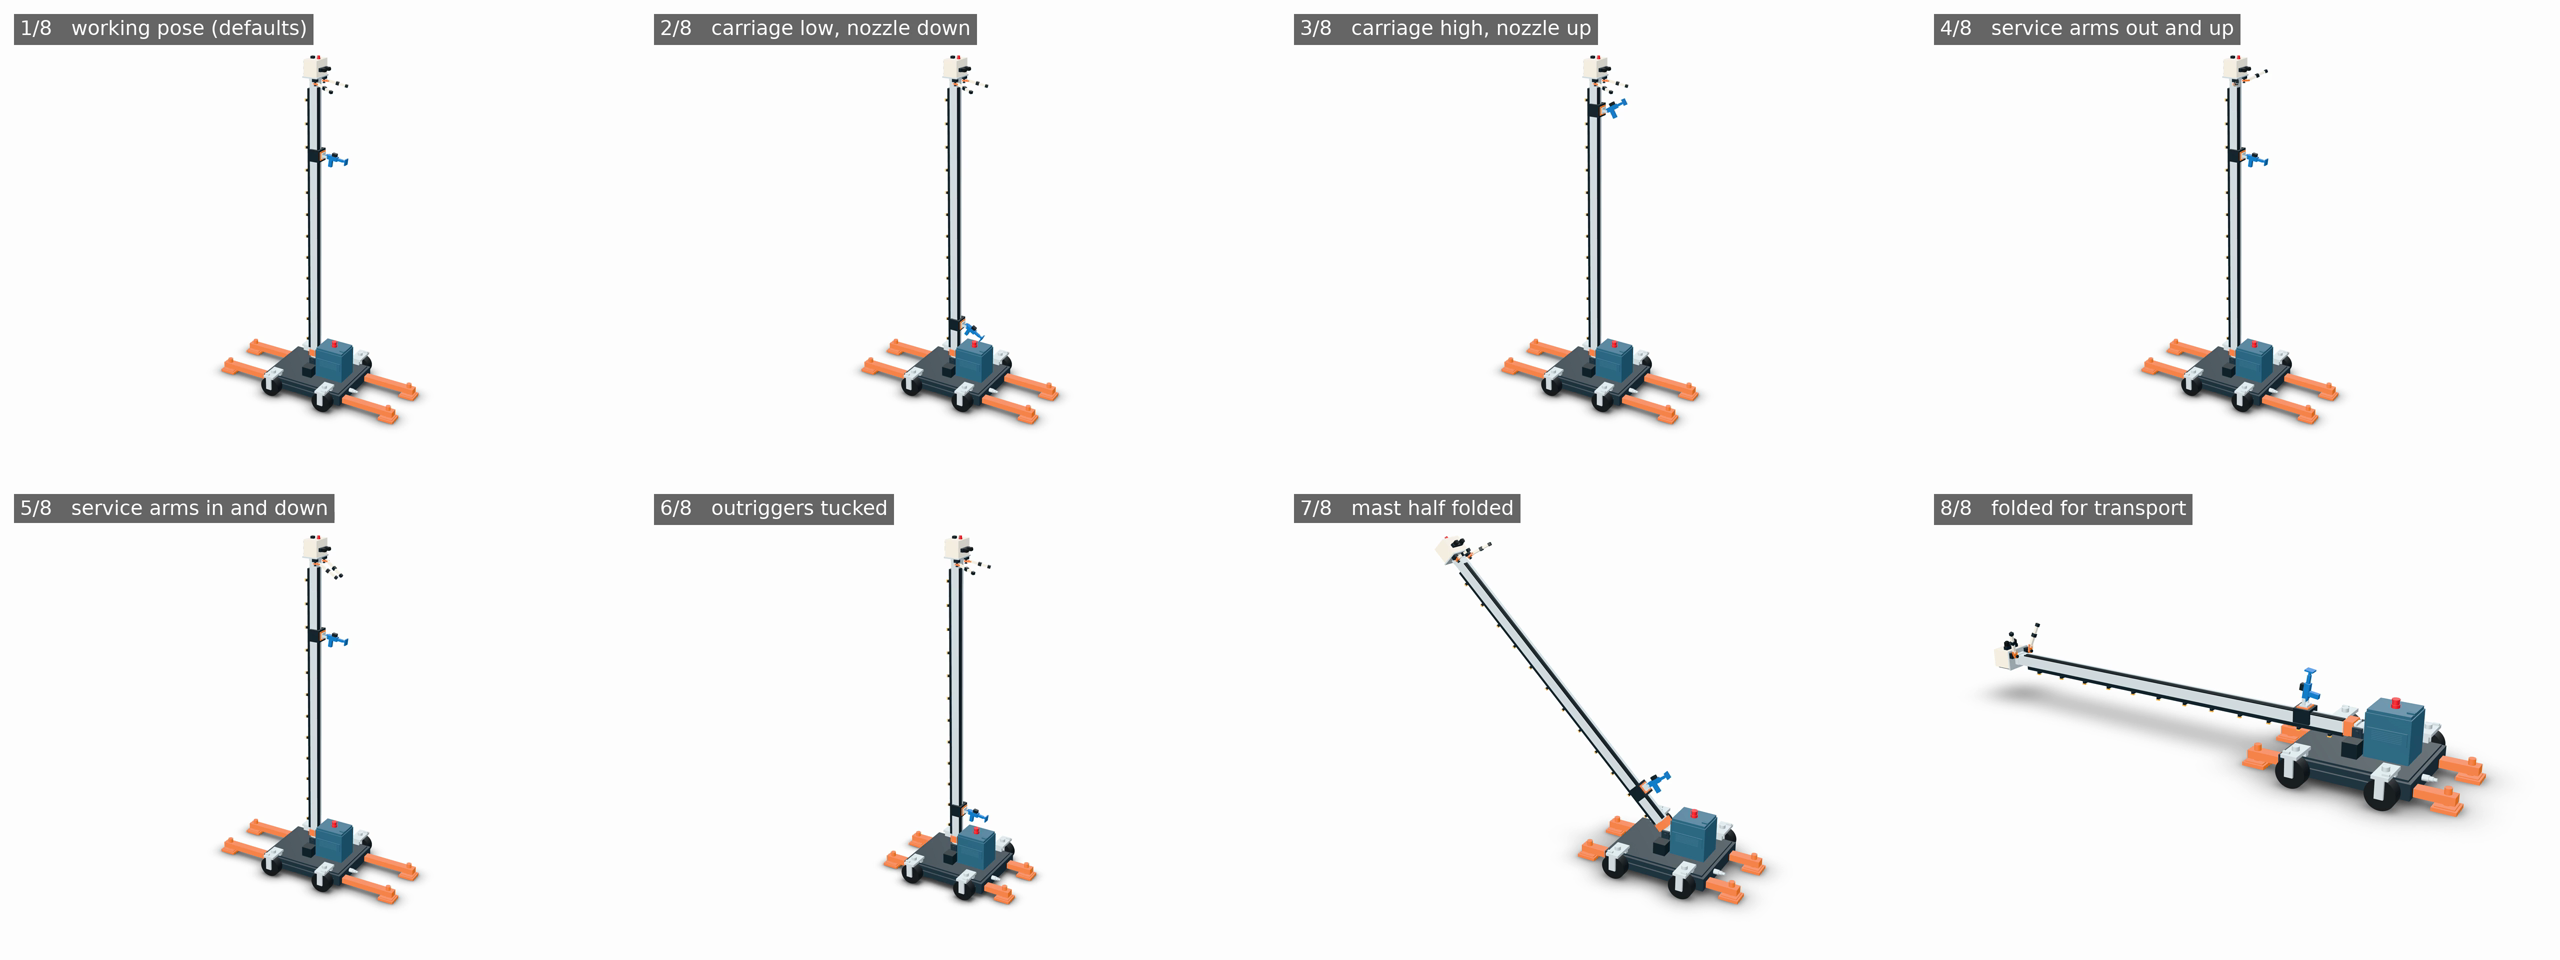 1/8 working pose (defaults)
2/8 carriage low, nozzle down
3/8 carriage high, nozzle up
4/8 service arms out and up
5/8 service arms in and down
6/8 outriggers tucked
7/8 mast half folded
8/8 folded for transport